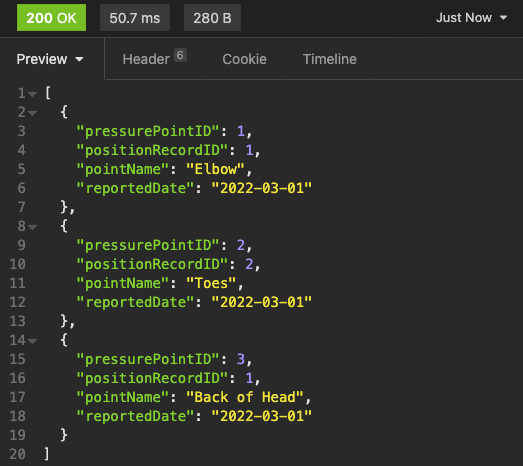 200 OK 50.7 ms 280 B Just Now
Preview Header 6 Cookie Timeline
1 [
2 {
3 "pressurePointID": 1,
4 "positionRecordID": 1,
5 "pointName": "Elbow",
6 "reportedDate": "2022-03-01"
7 },
8 {
9 "pressurePointID": 2,
10 "positionRecordID": 2,
11 "pointName": "Toes",
12 "reportedDate": "2022-03-01"
13 },
14 {
15 "pressurePointID": 3,
16 "positionRecordID": 1,
17 "pointName": "Back of Head",
18 "reportedDate": "2022-03-01"
19 }
20 ]